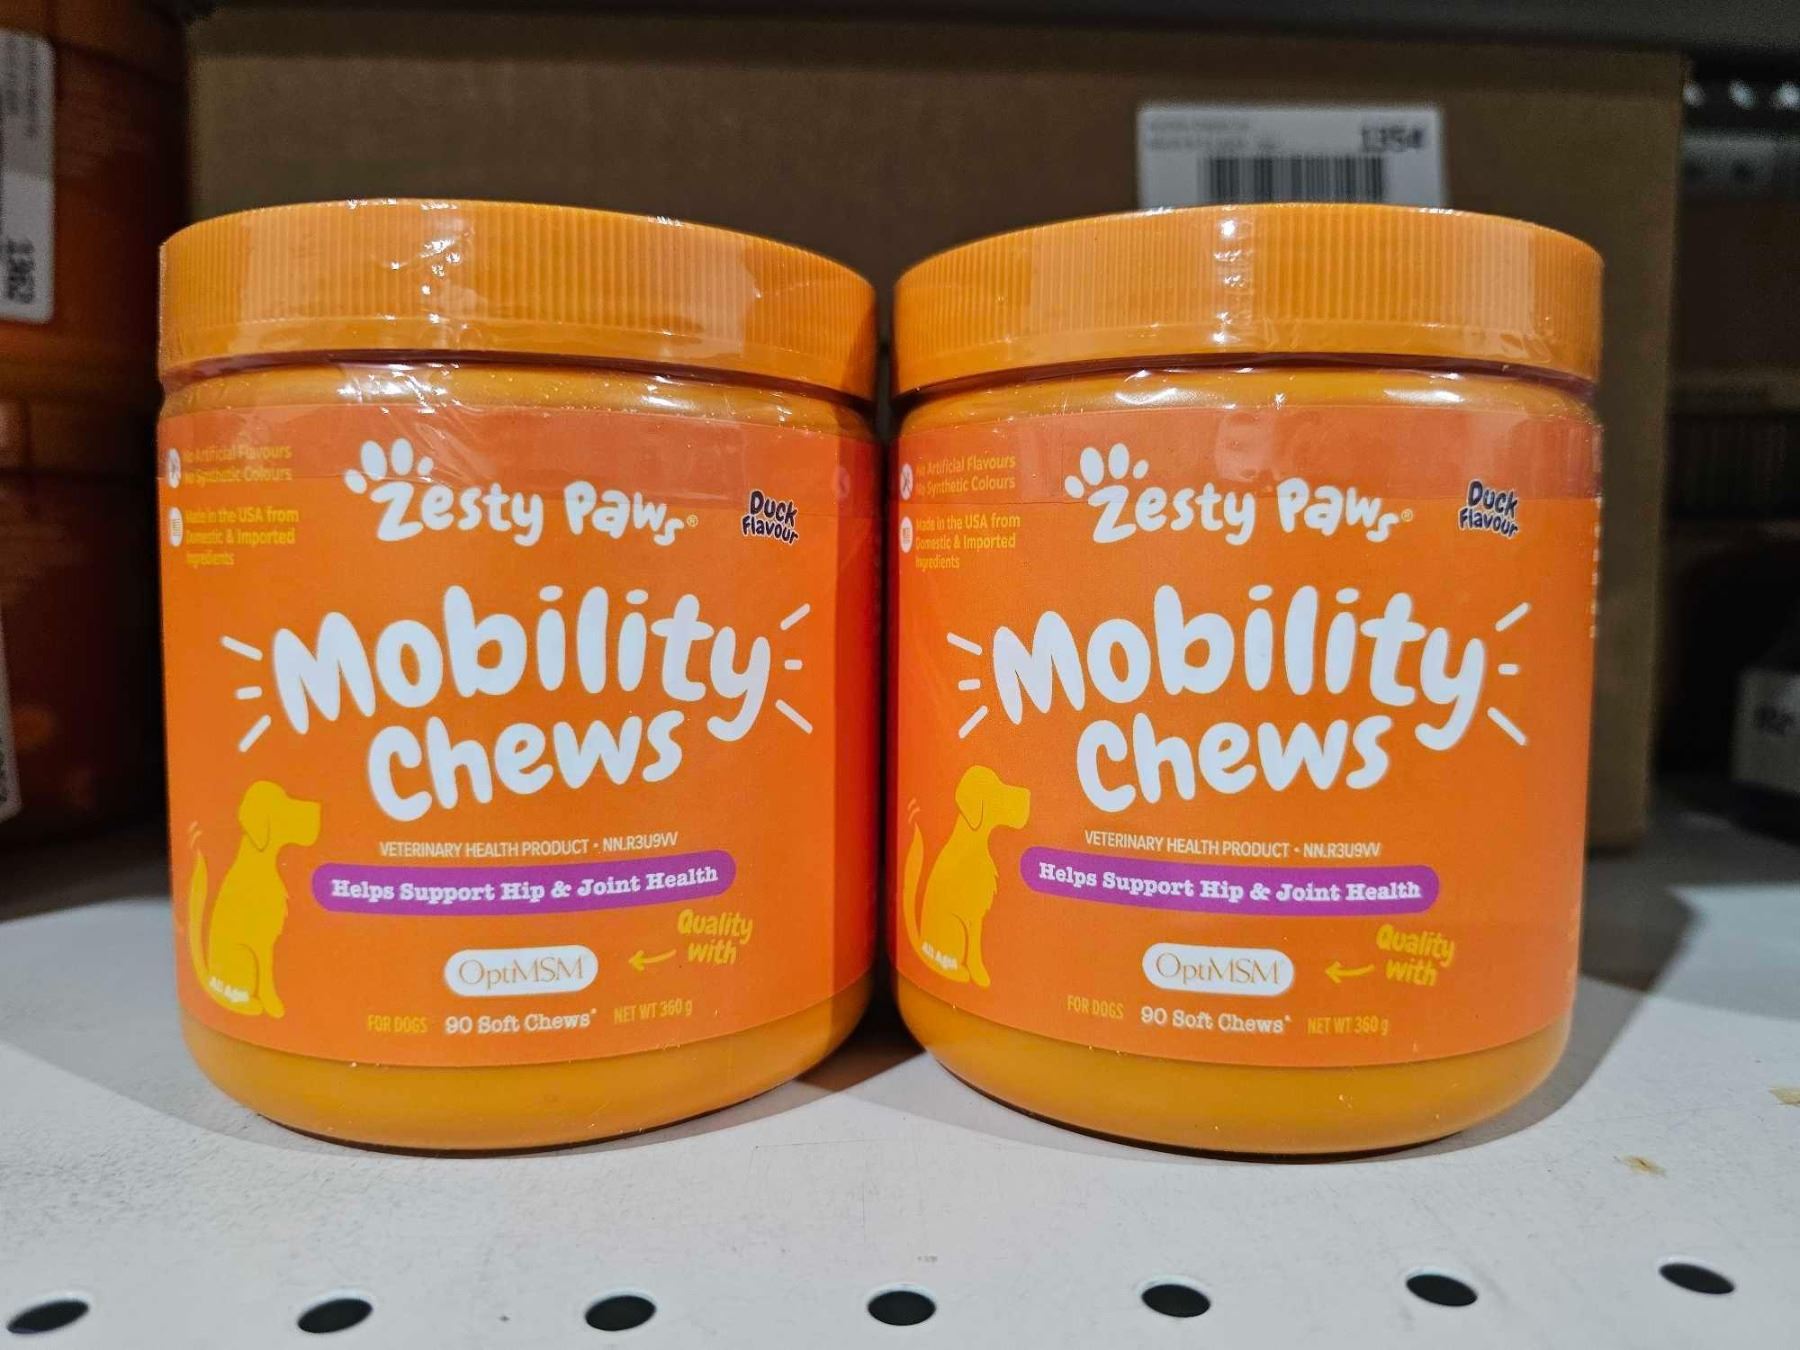 1354
1382
No Artificial Flavours
No Synthetic Colours
Made in the USA from
Domestic & Imported
Ingredients
Zesty Paws®
Duck
Flavour
Mobility
Chews
VETERINARY HEALTH PRODUCT • NN.R3U9VV
Helps Support Hip & Joint Health
Quality
with
OptiMSM
All Ages
FOR DOGS 90 Soft Chews* NET WT 360 g
No Artificial Flavours
No Synthetic Colours
Made in the USA from
Domestic & Imported
Ingredients
Zesty Paws®
Duck
Flavour
Mobility
Chews
VETERINARY HEALTH PRODUCT • NN.R3U9VV
Helps Support Hip & Joint Health
Quality
with
OptiMSM
All Ages
FOR DOGS 90 Soft Chews* NET WT 360 g